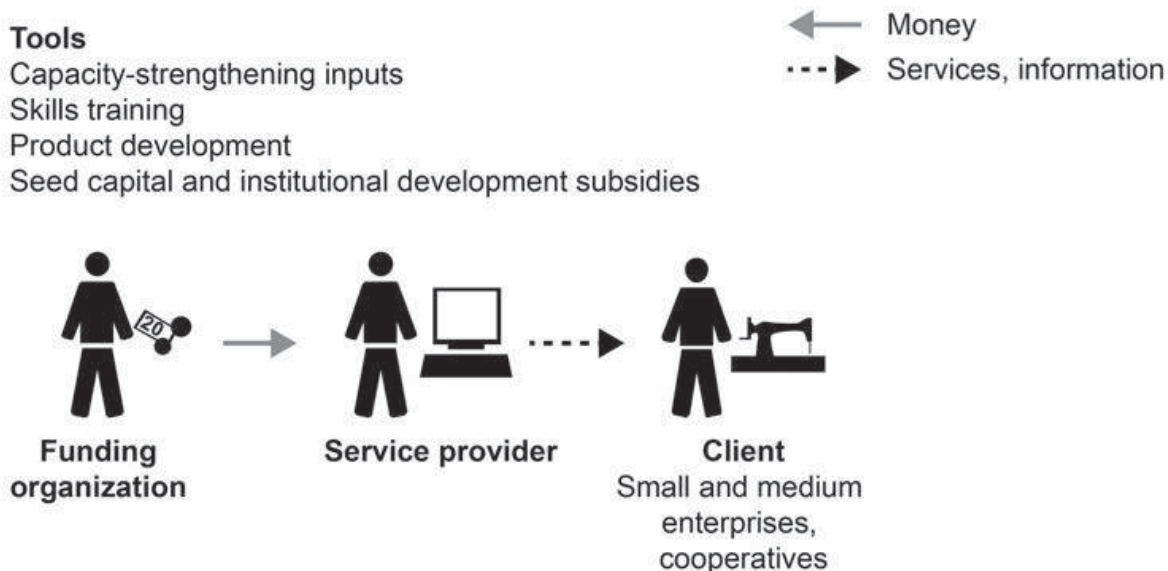 Tools
Capacity-strengthening inputs
Skills training
Product development
Seed capital and institutional development subsidies
Money
Services, information
20
Funding
organization
Service provider
Client
Small and medium
enterprises,
cooperatives